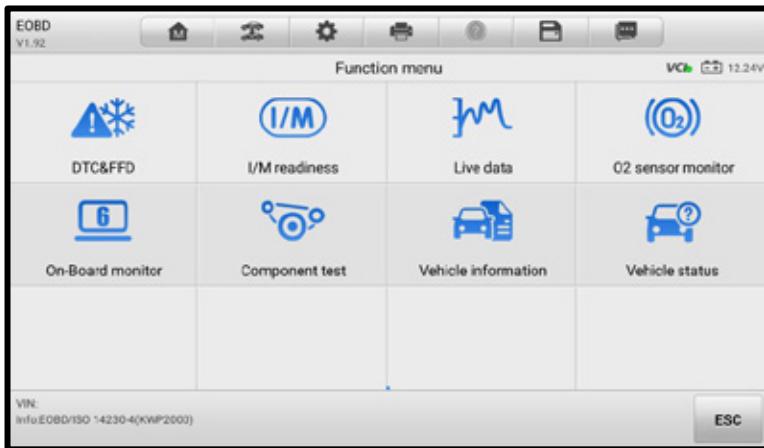 EOBD
V1.92
Function menu
VCI 12.24V
DTC&FFD
I/M
I/M readiness
Live data
O2
O2 sensor monitor
6
On-Board monitor
Component test
Vehicle information
?
Vehicle status
VIN:
Info:EOBD/ISO 14230-4(KWP2000)
ESC